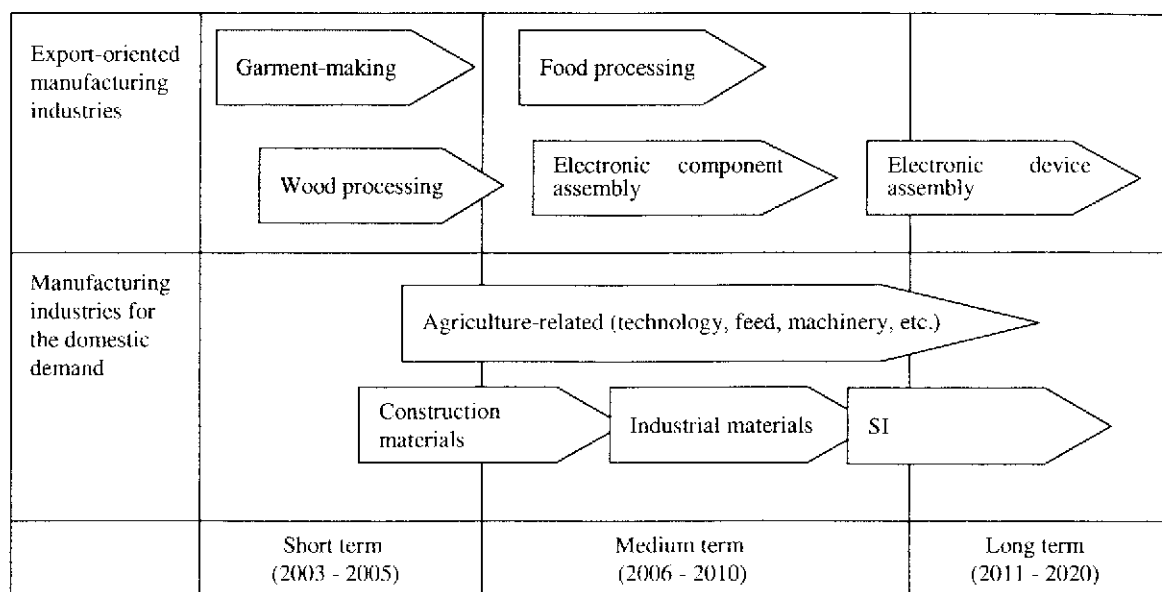 Export-oriented
manufacturing
industries
Garment-making
Food processing
Wood processing
Electronic component
assembly
Electronic device
assembly
Manufacturing
industries for
the domestic
demand
Agriculture-related (technology, feed, machinery, etc.)
Construction
materials
Industrial materials
SI
Short term
(2003 - 2005)
Medium term
(2006 - 2010)
Long term
(2011 - 2020)